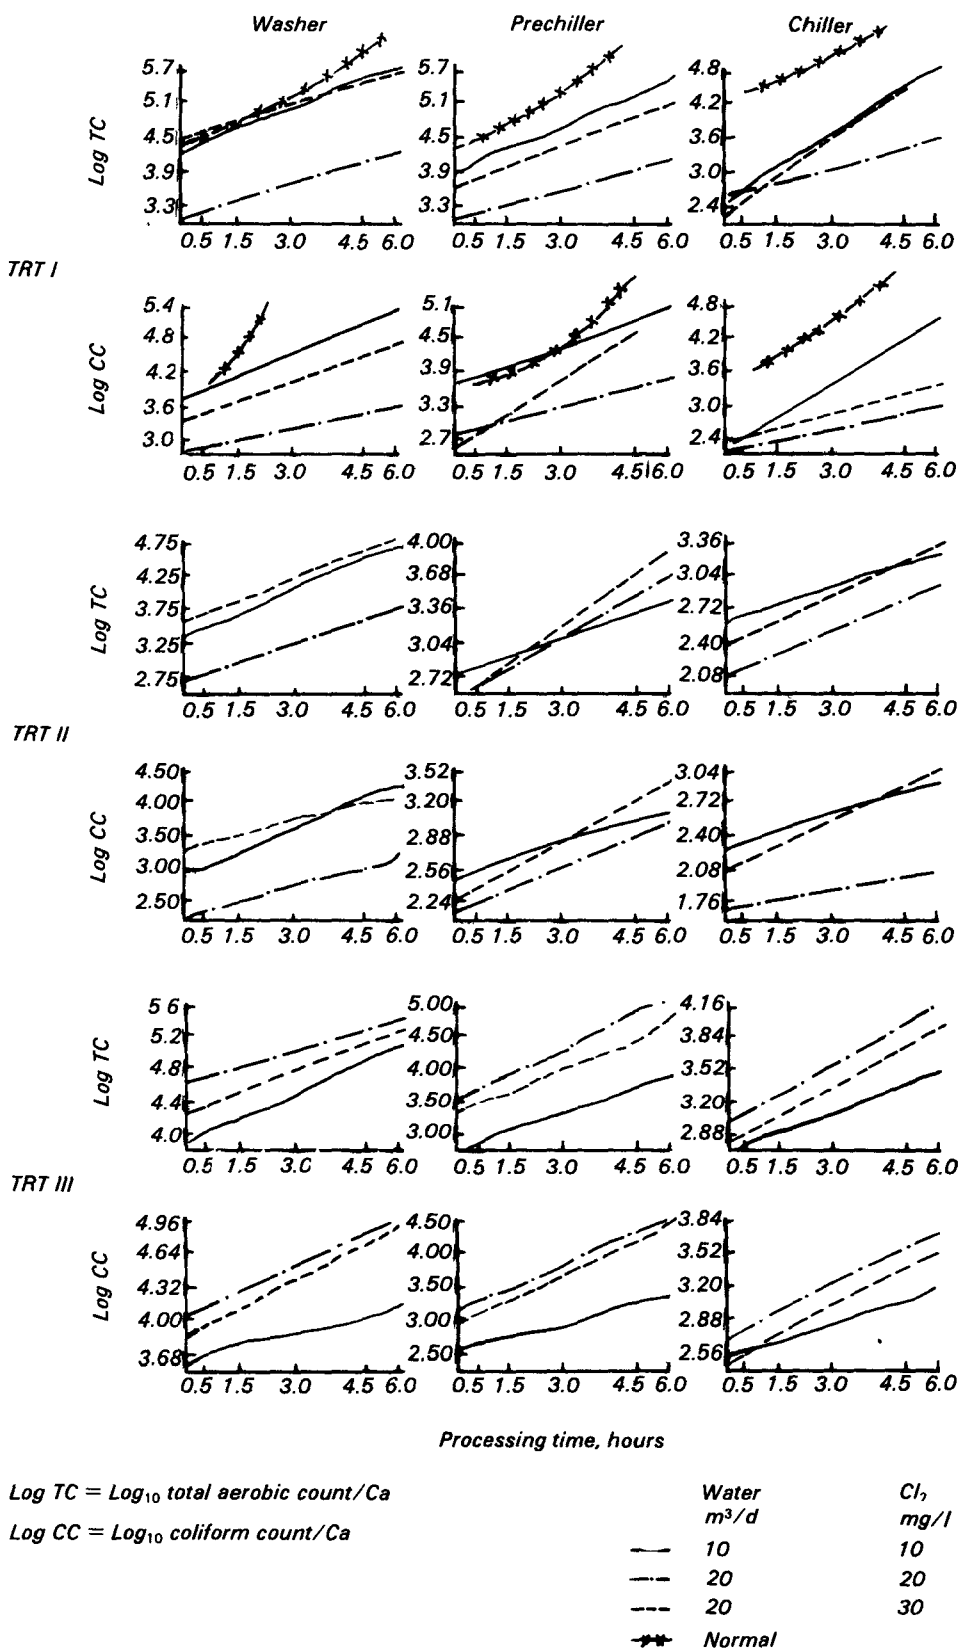 Washer Prechiller Chiller
Log TC
5.7 5.1 4.5 3.9 3.3
0.5 1.5 3.0 4.5 6.0
5.7 5.1 4.5 3.9 3.3
0.5 1.5 3.0 4.5 6.0
4.8 4.2 3.6 3.0 2.4
0.5 1.5 3.0 4.5 6.0
TRT I
Log CC
5.4 4.8 4.2 3.6 3.0
0.5 1.5 3.0 4.5 6.0
5.1 4.5 3.9 3.3 2.7
0.5 1.5 3.0 4.5 6.0
4.8 4.2 3.6 3.0 2.4
0.5 1.5 3.0 4.5 6.0
Log TC
4.75 4.25 3.75 3.25 2.75
0.5 1.5 3.0 4.5 6.0
4.00 3.68 3.36 3.04 2.72
0.5 1.5 3.0 4.5 6.0
3.36 3.04 2.72 2.40 2.08
0.5 1.5 3.0 4.5 6.0
TRT II
Log CC
4.50 4.00 3.50 3.00 2.50
0.5 1.5 3.0 4.5 6.0
3.52 3.20 2.88 2.56 2.24
0.5 1.5 3.0 4.5 6.0
3.04 2.72 2.40 2.08 1.76
0.5 1.5 3.0 4.5 6.0
Log TC
5 6 5.2 4.8 4.4 4.0
0.5 1.5 3.0 4.5 6.0
5.00 4.50 4.00 3.50 3.00
0.5 1.5 3.0 4.5 6.0
4.16 3.84 3.52 3.20 2.88
0.5 1.5 3.0 4.5 6.0
TRT III
Log CC
4.96 4.64 4.32 4.00 3.68
0.5 1.5 3.0 4.5 6.0
4.50 4.00 3.50 3.00 2.50
0.5 1.5 3.0 4.5 6.0
3.84 3.52 3.20 2.88 2.56
0.5 1.5 3.0 4.5 6.0
Processing time, hours
Log TC = Log₁₀ total aerobic count/Ca
Log CC = Log₁₀ coliform count/Ca
Water Cl₂
m³/d mg/l
10 10
20 20
20 30
Normal